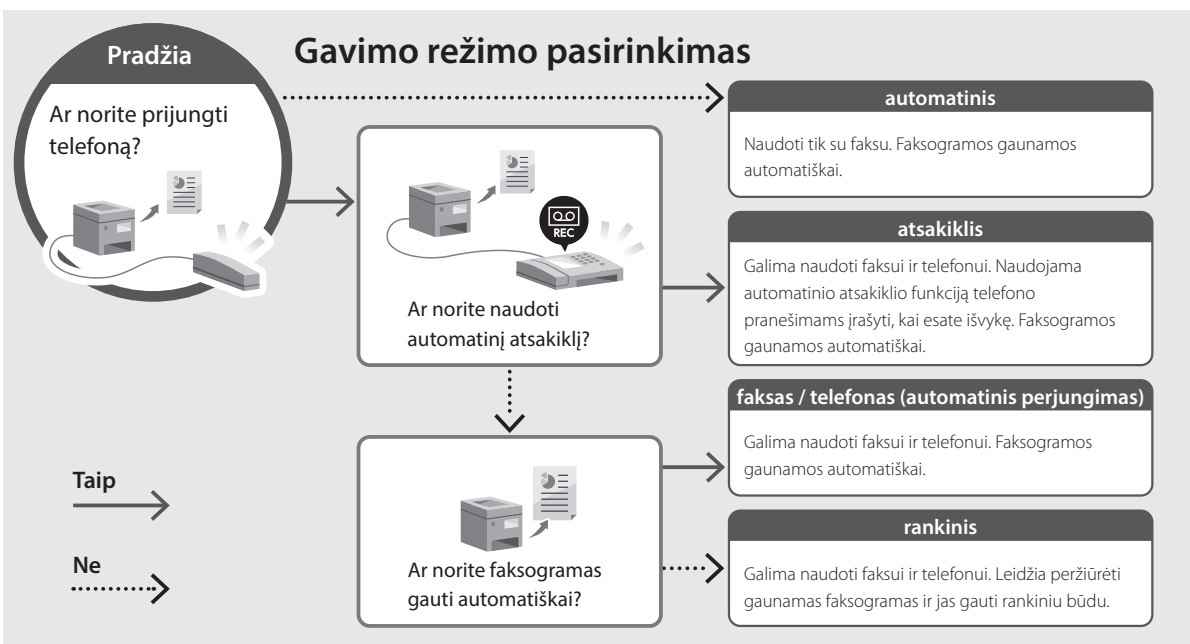 Gavimo režimo pasirinkimas
Pradžia
Ar norite prijungti
telefoną?
REC
Ar norite naudoti
automatinį atsakiklį?
Ar norite faksogramas
gauti automatiškai?
automatinis
Naudoti tik su faksu. Faksogramos gaunamos
automatiškai.
atsakiklis
Galima naudoti faksui ir telefonui. Naudojama
automatinio atsakiklio funkciją telefono
pranešimams įrašyti, kai esate išvykę. Faksogramos
gaunamos automatiškai.
faksas / telefonas (automatinis perjungimas)
Galima naudoti faksui ir telefonui. Faksogramos
gaunamos automatiškai.
rankinis
Galima naudoti faksui ir telefonui. Leidžia peržiūrėti
gaunamas faksogramas ir jas gauti rankiniu būdu.
Taip
Ne